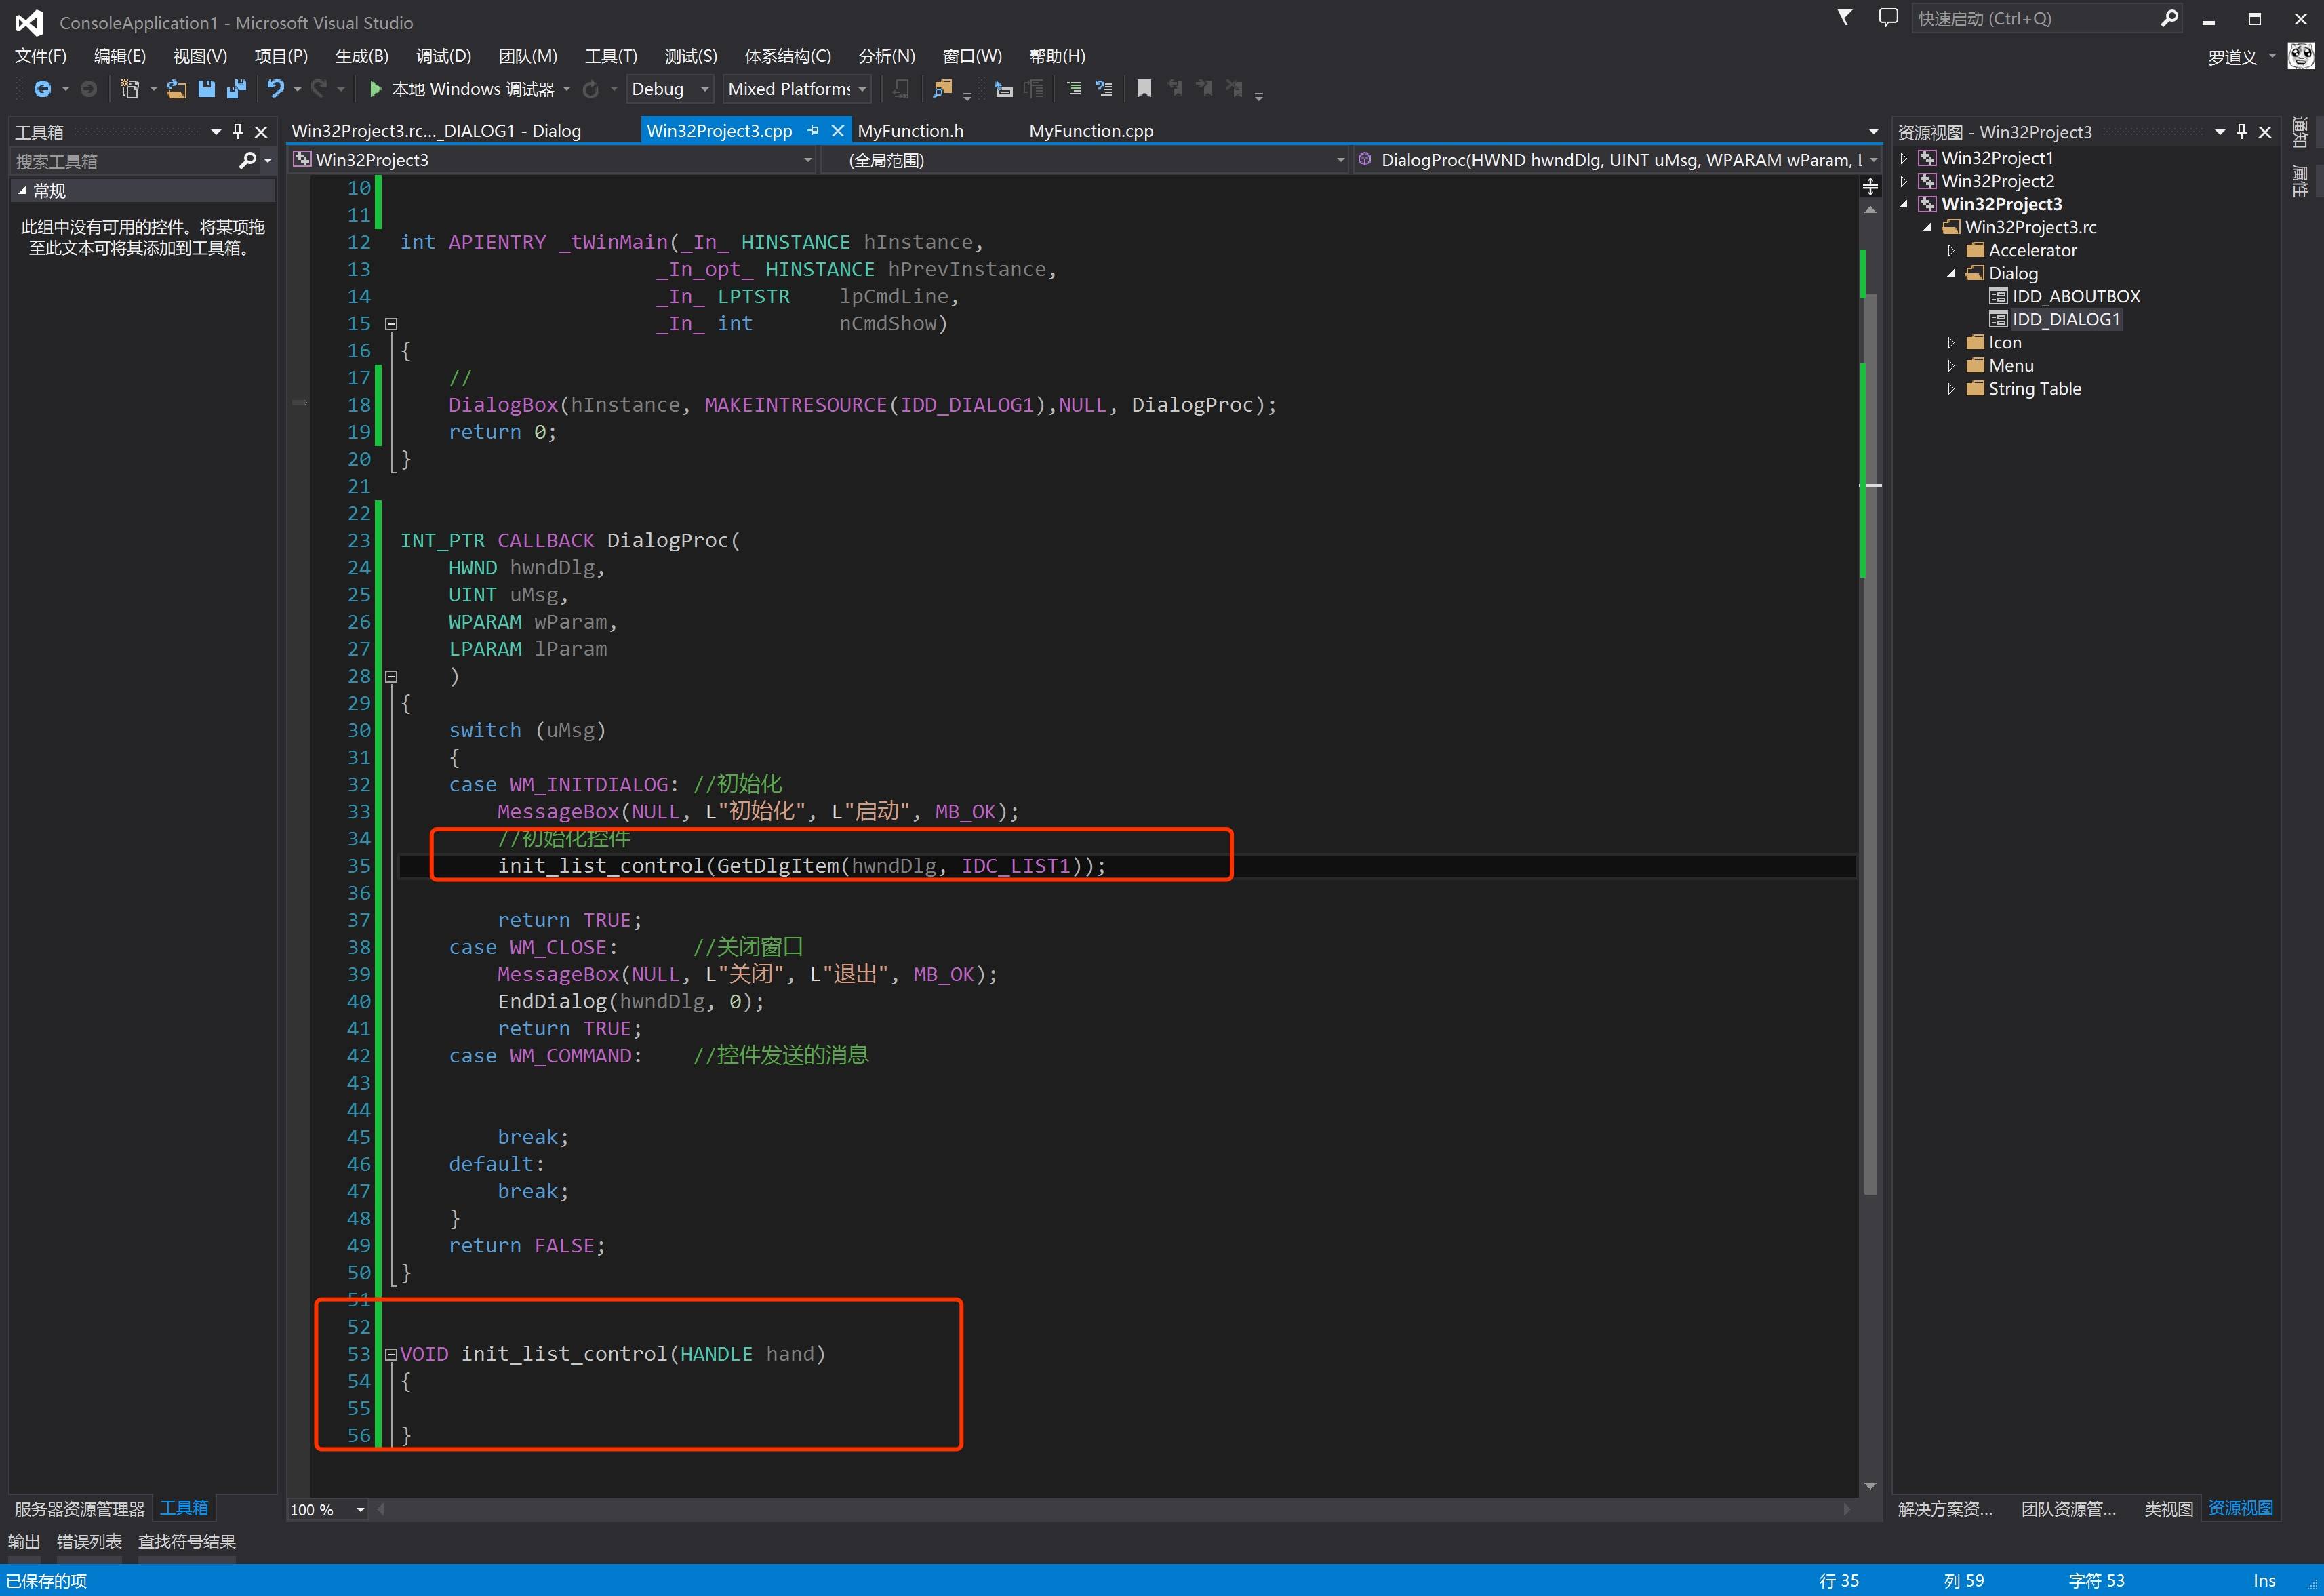 ConsoleApplication1 - Microsoft Visual Studio
快速启动 (Ctrl+Q)
文件(F) 编辑(E) 视图(V) 项目(P) 生成(B) 调试(D) 团队(M) 工具(T) 测试(S) 体系结构(C) 分析(N) 窗口(W) 帮助(H)
罗道义
本地 Windows 调试器 Debug Mixed Platforms
工具箱
搜索工具箱
常规
此组中没有可用的控件。将某项拖
至此文本可将其添加到工具箱。
Win32Project3.rc..._DIALOG1 - Dialog Win32Project3.cpp MyFunction.h MyFunction.cpp
Win32Project3 (全局范围) DialogProc(HWND hwndDlg, UINT uMsg, WPARAM wParam, L
10
11
12 int APIENTRY _tWinMain(_In_ HINSTANCE hInstance,
13 _In_opt_ HINSTANCE hPrevInstance,
14 _In_ LPTSTR lpCmdLine,
15 _In_ int nCmdShow)
16 {
17 //
18 DialogBox(hInstance, MAKEINTRESOURCE(IDD_DIALOG1),NULL, DialogProc);
19 return 0;
20 }
21
22
23 INT_PTR CALLBACK DialogProc(
24 HWND hwndDlg,
25 UINT uMsg,
26 WPARAM wParam,
27 LPARAM lParam
28 )
29 {
30 switch (uMsg)
31 {
32 case WM_INITDIALOG: //初始化
33 MessageBox(NULL, L"初始化", L"启动", MB_OK);
34 //初始化控件
35 init_list_control(GetDlgItem(hwndDlg, IDC_LIST1));
36
37 return TRUE;
38 case WM_CLOSE: //关闭窗口
39 MessageBox(NULL, L"关闭", L"退出", MB_OK);
40 EndDialog(hwndDlg, 0);
41 return TRUE;
42 case WM_COMMAND: //控件发送的消息
43
44
45 break;
46 default:
47 break;
48 }
49 return FALSE;
50 }
51
52
53 VOID init_list_control(HANDLE hand)
54 {
55
56 }
100 %
资源视图 - Win32Project3
Win32Project1
Win32Project2
Win32Project3
Win32Project3.rc
Accelerator
Dialog
IDD_ABOUTBOX
IDD_DIALOG1
Icon
Menu
String Table
通知
属性
服务器资源管理器 工具箱
解决方案资... 团队资源管... 类视图 资源视图
输出 错误列表 查找符号结果
已保存的项 行 35 列 59 字符 53 Ins